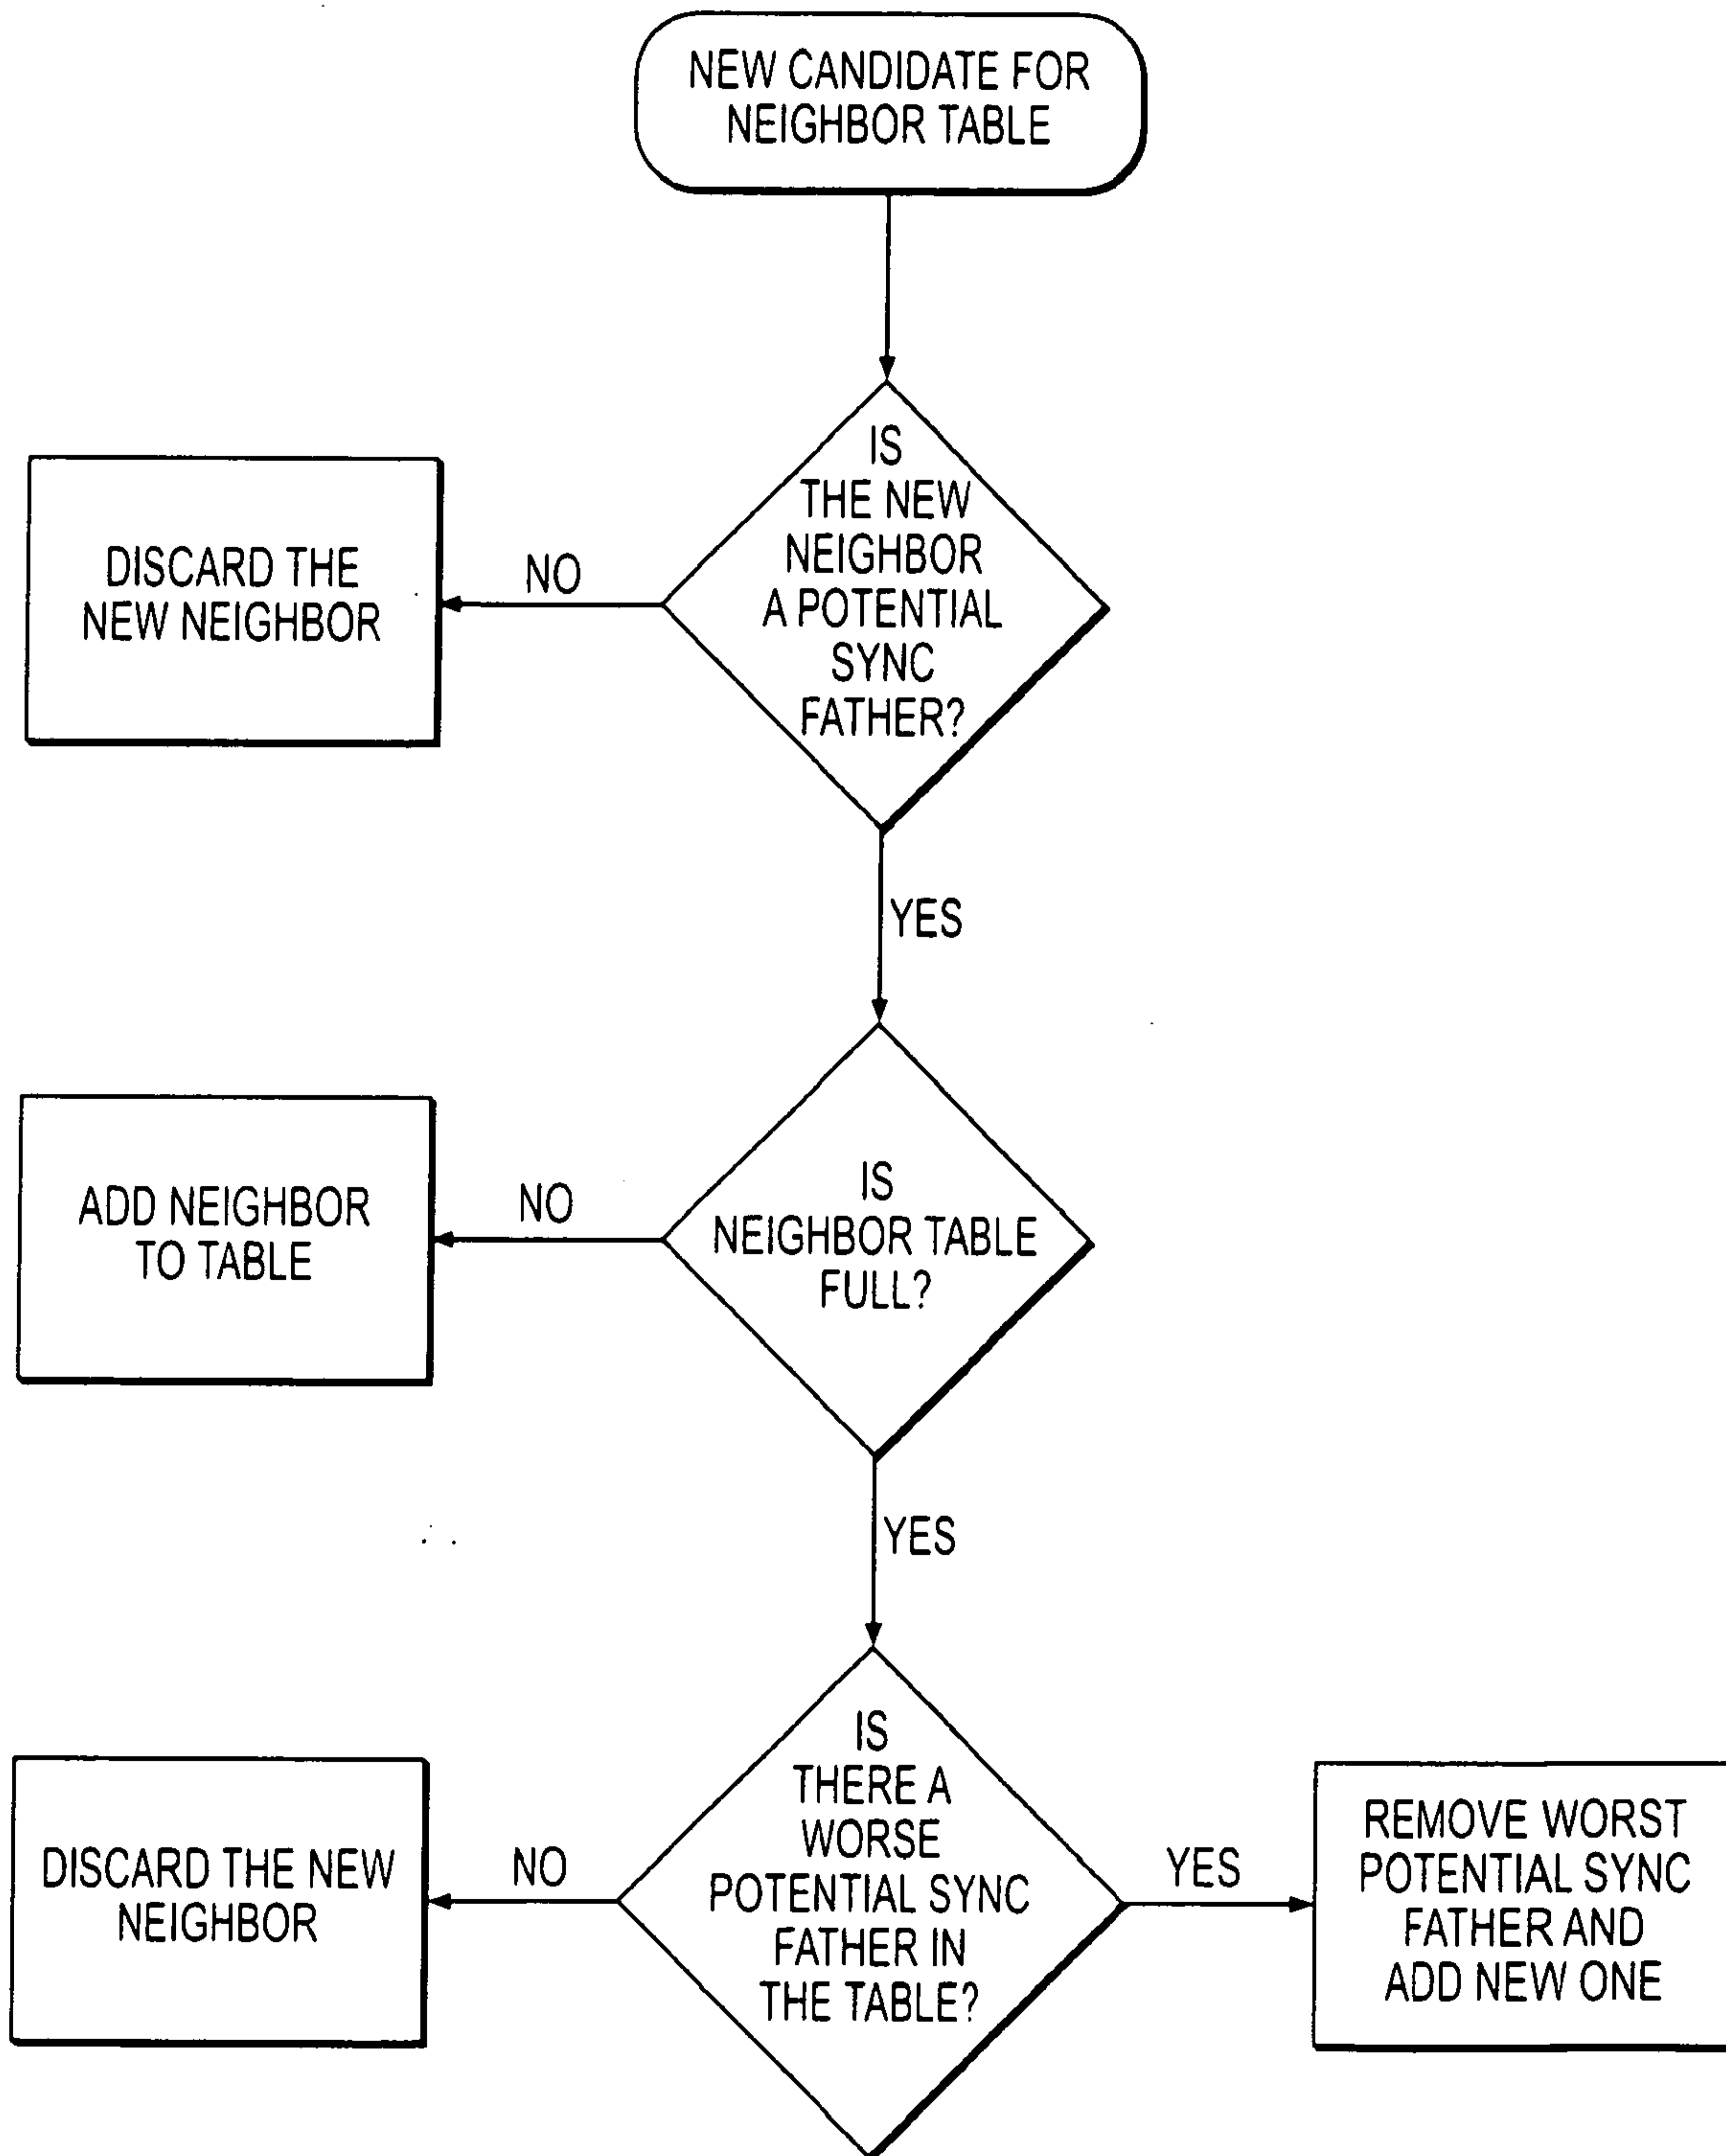 NEW CANDIDATE FOR
NEIGHBOR TABLE
IS
THE NEW
NEIGHBOR
A POTENTIAL
SYNC
FATHER?
NO
DISCARD THE
NEW NEIGHBOR
YES
IS
NEIGHBOR TABLE
FULL?
NO
ADD NEIGHBOR
TO TABLE
YES
IS
THERE A
WORSE
POTENTIAL SYNC
FATHER IN
THE TABLE?
NO
DISCARD THE NEW
NEIGHBOR
YES
REMOVE WORST
POTENTIAL SYNC
FATHER AND
ADD NEW ONE